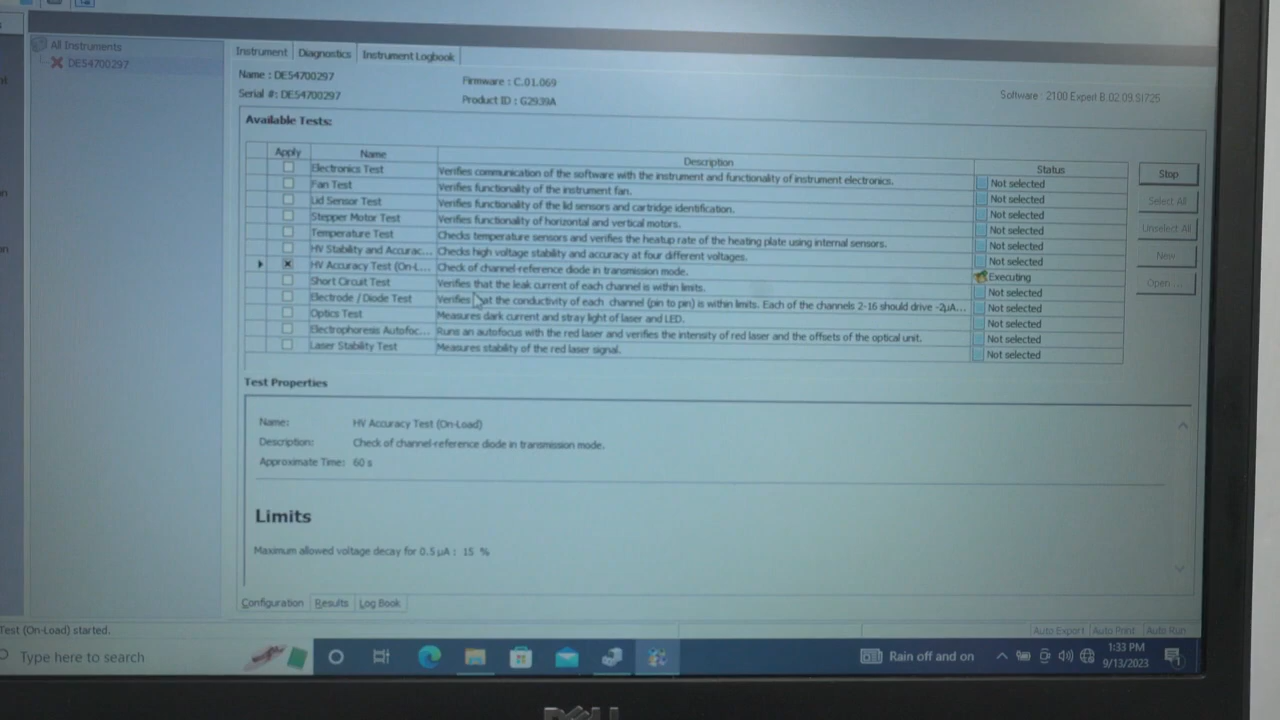 All Instruments
DE54700297
Instrument Diagnostics Instrument Logbook
Name : DE54700297
Firmware : C.01.069
Serial #: DE54700297
Product ID : G2939A
Software : 2100 Expert B.02.09.SI725
Available Tests:
Apply Name Description Status
Electronics Test Verifies communication of the software with the instrument and functionality of instrument electronics. Not selected
Fan Test Verifies functionality of the instrument fan. Not selected
Lid Sensor Test Verifies functionality of the lid sensors and cartridge identification. Not selected
Stepper Motor Test Verifies functionality of horizontal and vertical motors. Not selected
Temperature Test Checks temperature sensors and verifies the heatup rate of the heating plate using internal sensors. Not selected
HV Stability and Accurac... Checks high voltage stability and accuracy at four different voltages. Not selected
HV Accuracy Test (On-L... Check of channel-reference diode in transmission mode. Executing
Short Circuit Test Verifies that the leak current of each channel is within limits. Not selected
Electrode / Diode Test Verifies that the conductivity of each channel (pin to pin) is within limits. Each of the channels 2-16 should drive -2µA... Not selected
Optics Test Measures dark current and stray light of laser and LED. Not selected
Electrophoresis Autofoc... Runs an autofocus with the red laser and verifies the intensity of red laser and the offsets of the optical unit. Not selected
Laser Stability Test Measures stability of the red laser signal. Not selected
Stop
Select All
Unselect All
New
Open ...
Test Properties
Name: HV Accuracy Test (On-Load)
Description: Check of channel-reference diode in transmission mode.
Approximate Time: 60 s
Limits
Maximum allowed voltage decay for 0.5 µA : 15 %
Configuration Results Log Book
Test (On-Load) started.
Auto Export Auto Print Auto Run
Type here to search
Rain off and on
1:33 PM
9/13/2023
DELL